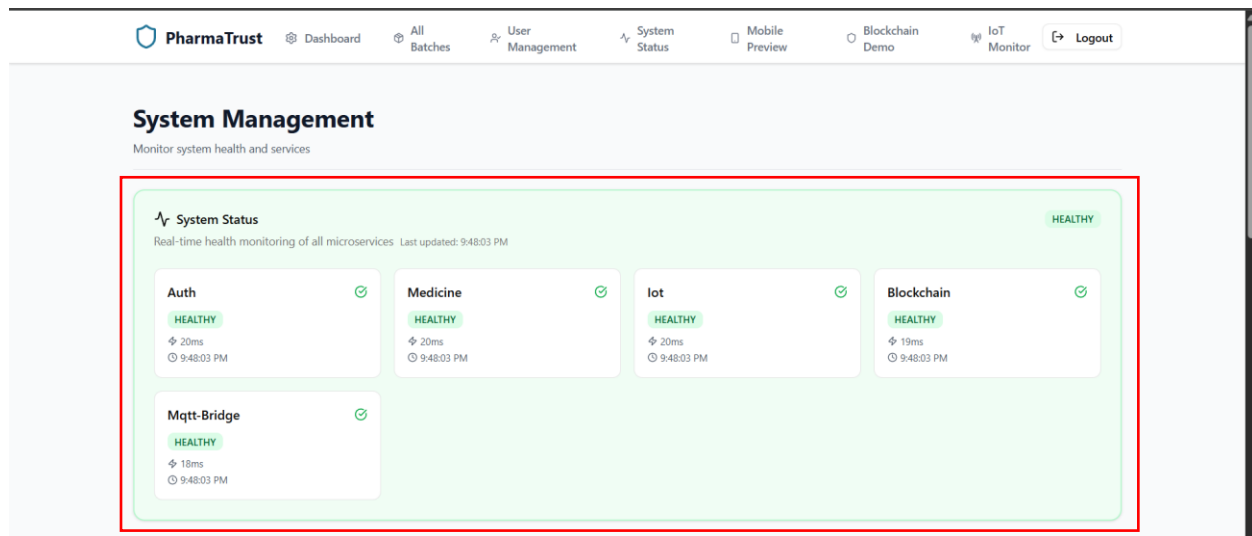 PharmaTrust
Dashboard
All
Batches
User
Management
System
Status
Mobile
Preview
Blockchain
Demo
IoT
Monitor
Logout
System Management
Monitor system health and services
System Status
HEALTHY
Real-time health monitoring of all microservices Last updated: 9:48:03 PM
Auth
HEALTHY
20ms
9:48:03 PM
Medicine
HEALTHY
20ms
9:48:03 PM
Iot
HEALTHY
20ms
9:48:03 PM
Blockchain
HEALTHY
19ms
9:48:03 PM
Mqtt-Bridge
HEALTHY
18ms
9:48:03 PM